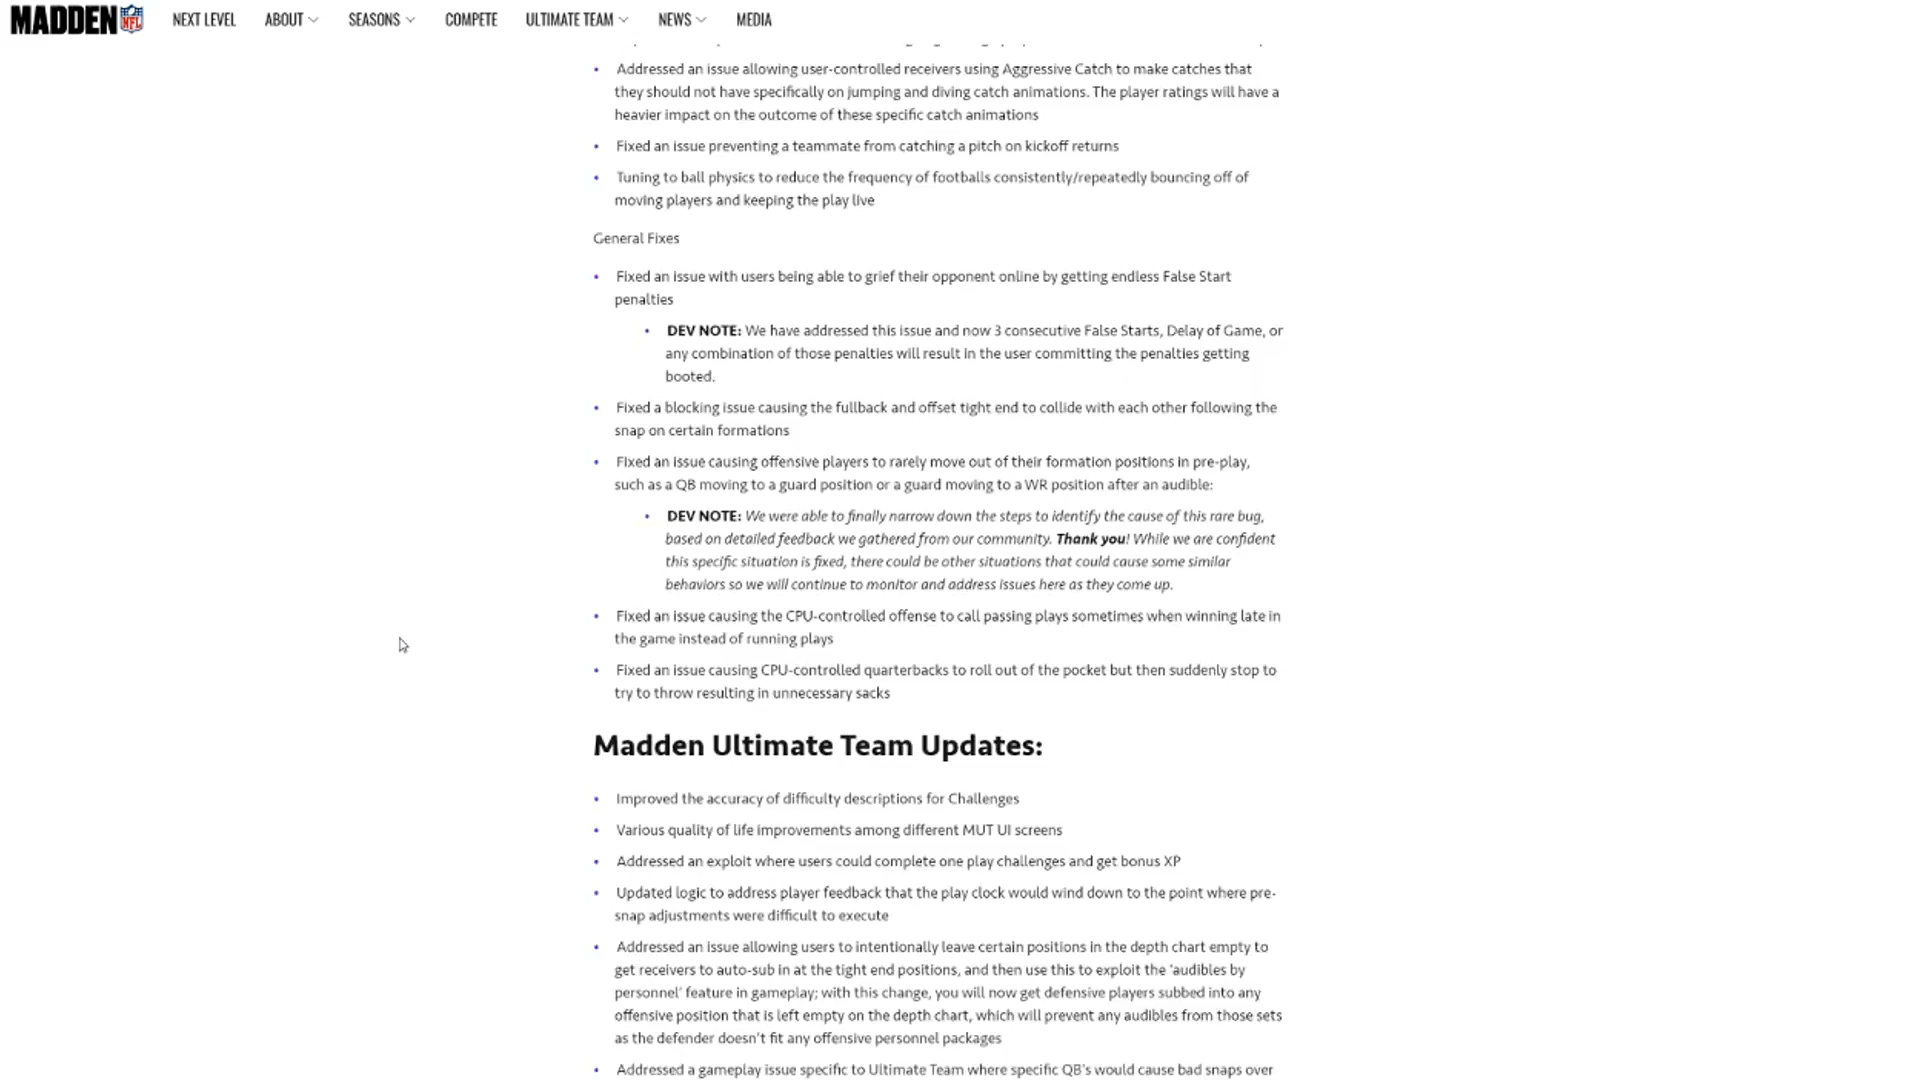 MADDEN NFL NEXT LEVEL ABOUT SEASONS COMPETE ULTIMATE TEAM NEWS MEDIA
• Addressed an issue allowing user-controlled receivers using Aggressive Catch to make catches that
they should not have specifically on jumping and diving catch animations. The player ratings will have a
heavier impact on the outcome of these specific catch animations
• Fixed an issue preventing a teammate from catching a pitch on kickoff returns
• Tuning to ball physics to reduce the frequency of footballs consistently/repeatedly bouncing off of
moving players and keeping the play live
General Fixes
• Fixed an issue with users being able to grief their opponent online by getting endless False Start
penalties
• DEV NOTE: We have addressed this issue and now 3 consecutive False Starts, Delay of Game, or
any combination of those penalties will result in the user committing the penalties getting
booted.
• Fixed a blocking issue causing the fullback and offset tight end to collide with each other following the
snap on certain formations
• Fixed an issue causing offensive players to rarely move out of their formation positions in pre-play,
such as a QB moving to a guard position or a guard moving to a WR position after an audible:
• DEV NOTE: We were able to finally narrow down the steps to identify the cause of this rare bug,
based on detailed feedback we gathered from our community. Thank you! While we are confident
this specific situation is fixed, there could be other situations that could cause some similar
behaviors so we will continue to monitor and address issues here as they come up.
• Fixed an issue causing the CPU-controlled offense to call passing plays sometimes when winning late in
the game instead of running plays
• Fixed an issue causing CPU-controlled quarterbacks to roll out of the pocket but then suddenly stop to
try to throw resulting in unnecessary sacks
Madden Ultimate Team Updates:
• Improved the accuracy of difficulty descriptions for Challenges
• Various quality of life improvements among different MUT UI screens
• Addressed an exploit where users could complete one play challenges and get bonus XP
• Updated logic to address player feedback that the play clock would wind down to the point where pre-
snap adjustments were difficult to execute
• Addressed an issue allowing users to intentionally leave certain positions in the depth chart empty to
get receivers to auto-sub in at the tight end positions, and then use this to exploit the 'audibles by
personnel' feature in gameplay; with this change, you will now get defensive players subbed into any
offensive position that is left empty on the depth chart, which will prevent any audibles from those sets
as the defender doesn't fit any offensive personnel packages
• Addressed a gameplay issue specific to Ultimate Team where specific QB's would cause bad snaps over